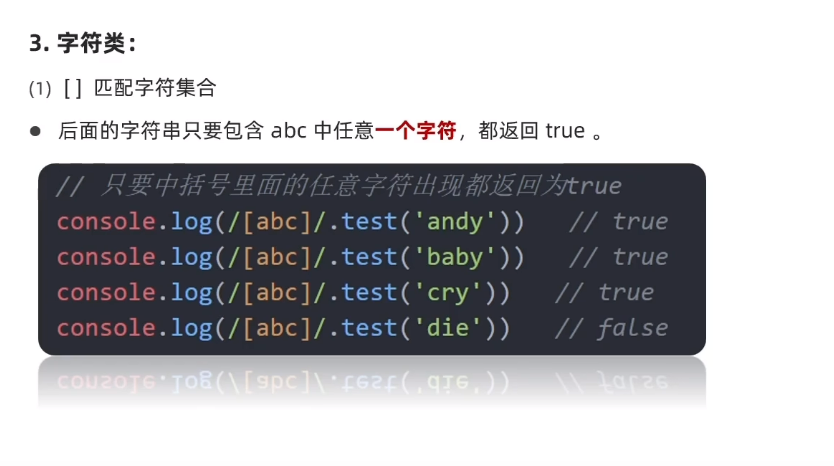 3. 字符类：
(1) [ ] 匹配字符集合
● 后面的字符串只要包含 abc 中任意一个字符，都返回 true 。
// 只要中括号里面的任意字符出现都返回为true
console.log(/[abc]/.test('andy'))   // true
console.log(/[abc]/.test('baby'))   // true
console.log(/[abc]/.test('cry'))   // true
console.log(/[abc]/.test('die'))   // false